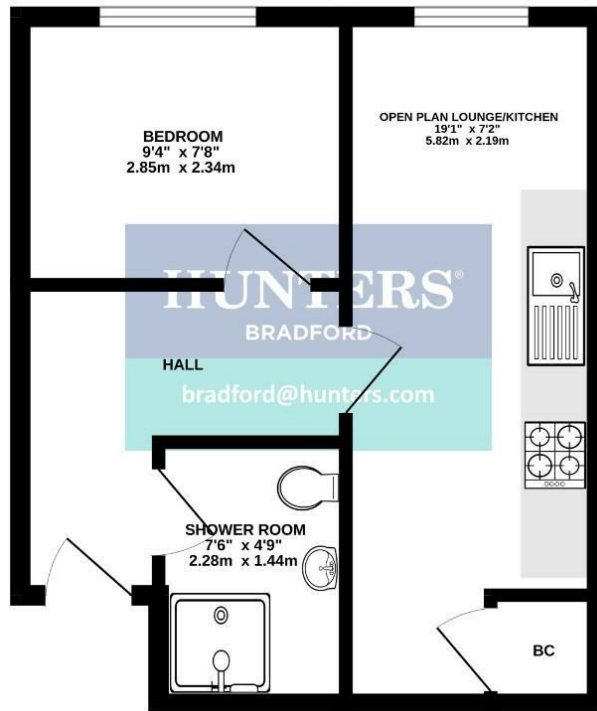 BEDROOM
9'4" x 7'8"
2.85m x 2.34m
OPEN PLAN LOUNGE/KITCHEN
19'1" x 7'2"
5.82m x 2.19m
HUNTERS®
BRADFORD
HALL
bradford@hunters.com
SHOWER ROOM
7'6" x 4'9"
2.28m x 1.44m
BC